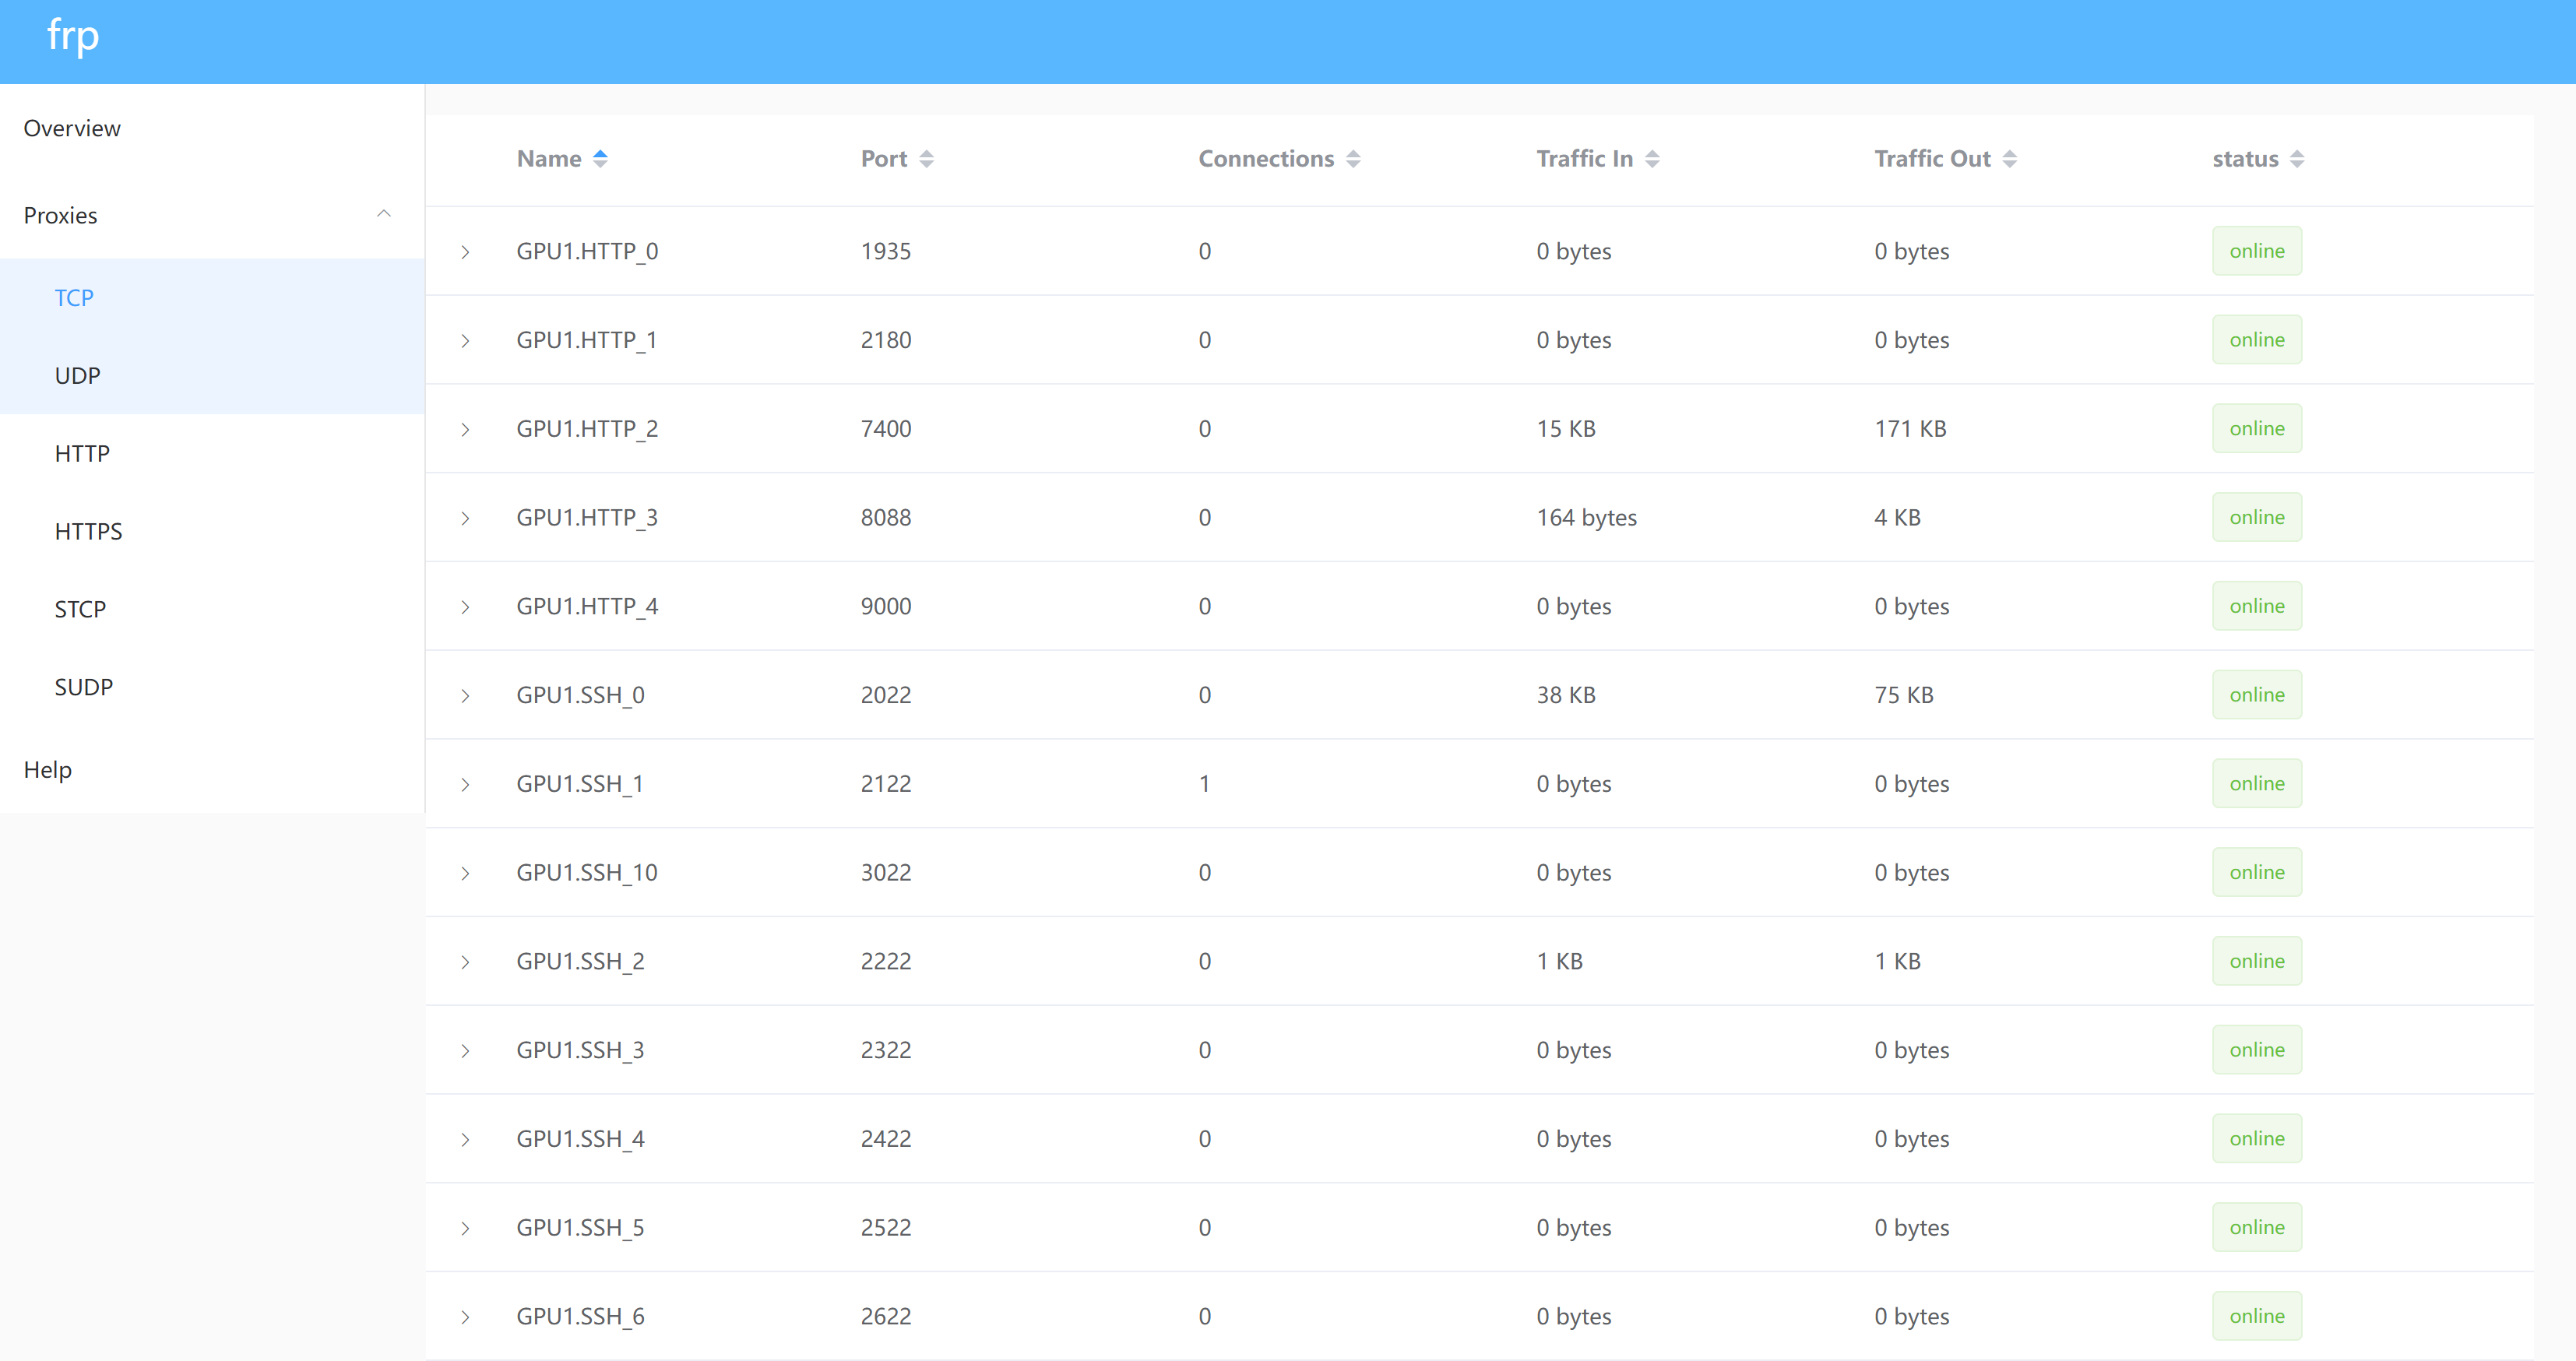 frp
Overview
Proxies
TCP
UDP
HTTP
HTTPS
STCP
SUDP
Help
Name Port Connections Traffic In Traffic Out status
GPU1.HTTP_0 1935 0 0 bytes 0 bytes online
GPU1.HTTP_1 2180 0 0 bytes 0 bytes online
GPU1.HTTP_2 7400 0 15 KB 171 KB online
GPU1.HTTP_3 8088 0 164 bytes 4 KB online
GPU1.HTTP_4 9000 0 0 bytes 0 bytes online
GPU1.SSH_0 2022 0 38 KB 75 KB online
GPU1.SSH_1 2122 1 0 bytes 0 bytes online
GPU1.SSH_10 3022 0 0 bytes 0 bytes online
GPU1.SSH_2 2222 0 1 KB 1 KB online
GPU1.SSH_3 2322 0 0 bytes 0 bytes online
GPU1.SSH_4 2422 0 0 bytes 0 bytes online
GPU1.SSH_5 2522 0 0 bytes 0 bytes online
GPU1.SSH_6 2622 0 0 bytes 0 bytes online